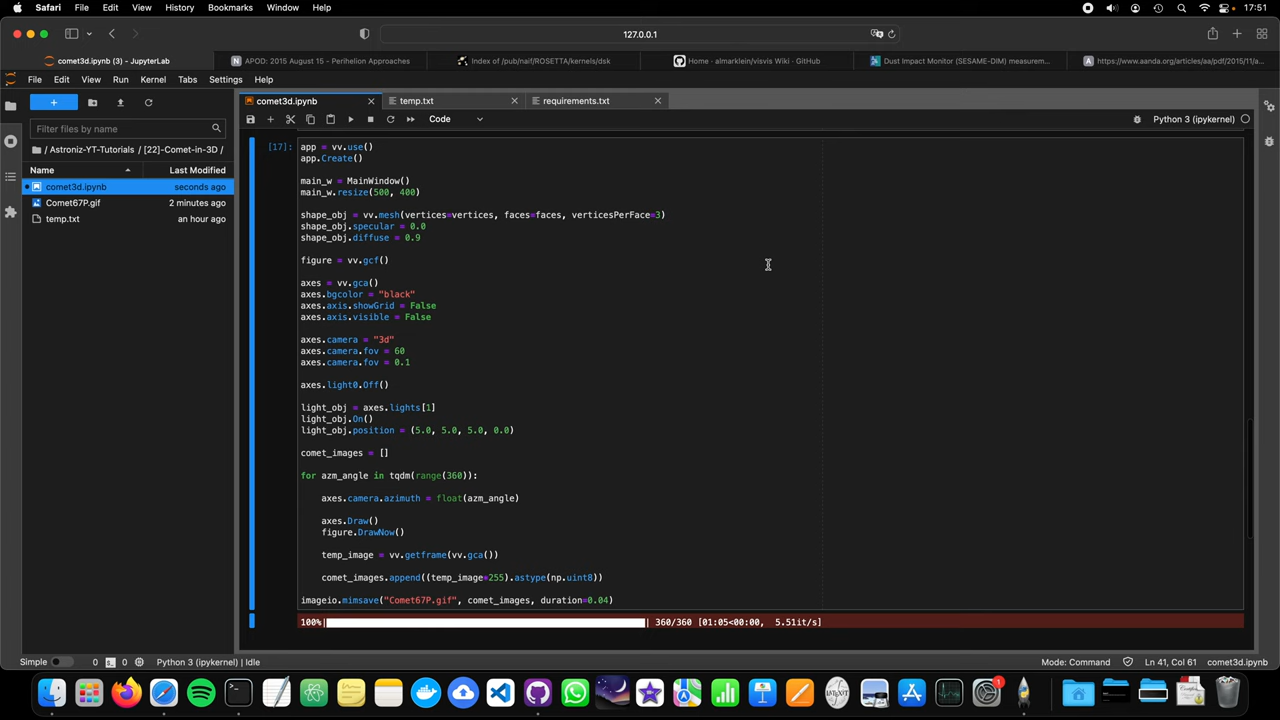 Safari File Edit View History Bookmarks Window Help 17:51
127.0.0.1
comet3d.ipynb (3) - JupyterLab
APOD: 2015 August 15 - Perihelion Approaches
Index of /pub/naif/ROSETTA/kernels/dsk
Home · almarklein/visvis Wiki · GitHub
Dust Impact Monitor (SESAME-DIM) measurem...
https://www.aanda.org/articles/aa/pdf/2015/11/a...
File Edit View Run Kernel Tabs Settings Help
comet3d.ipynb
temp.txt
requirements.txt
Code
Python 3 (ipykernel)
Filter files by name
/ Astroniz-YT-Tutorials / [22]-Comet-in-3D /
Name Last Modified
comet3d.ipynb seconds ago
Comet67P.gif 2 minutes ago
temp.txt an hour ago
[17]: app = vv.use()
app.Create()
main_w = MainWindow()
main_w.resize(500, 400)
shape_obj = vv.mesh(vertices=vertices, faces=faces, verticesPerFace=3)
shape_obj.specular = 0.0
shape_obj.diffuse = 0.9
figure = vv.gcf()
axes = vv.gca()
axes.bgcolor = "black"
axes.axis.showGrid = False
axes.axis.visible = False
axes.camera = "3d"
axes.camera.fov = 60
axes.camera.fov = 0.1
axes.light0.Off()
light_obj = axes.lights[1]
light_obj.On()
light_obj.position = (5.0, 5.0, 5.0, 0.0)
comet_images = []
for azm_angle in tqdm(range(360)):
axes.camera.azimuth = float(azm_angle)
axes.Draw()
figure.DrawNow()
temp_image = vv.getframe(vv.gca())
comet_images.append((temp_image*255).astype(np.uint8))
imageio.mimsave("Comet67P.gif", comet_images, duration=0.04)
100%| | 360/360 [01:05<00:00, 5.51it/s]
Simple 0 0 Python 3 (ipykernel) | Idle Mode: Command Ln 41, Col 61 comet3d.ipynb